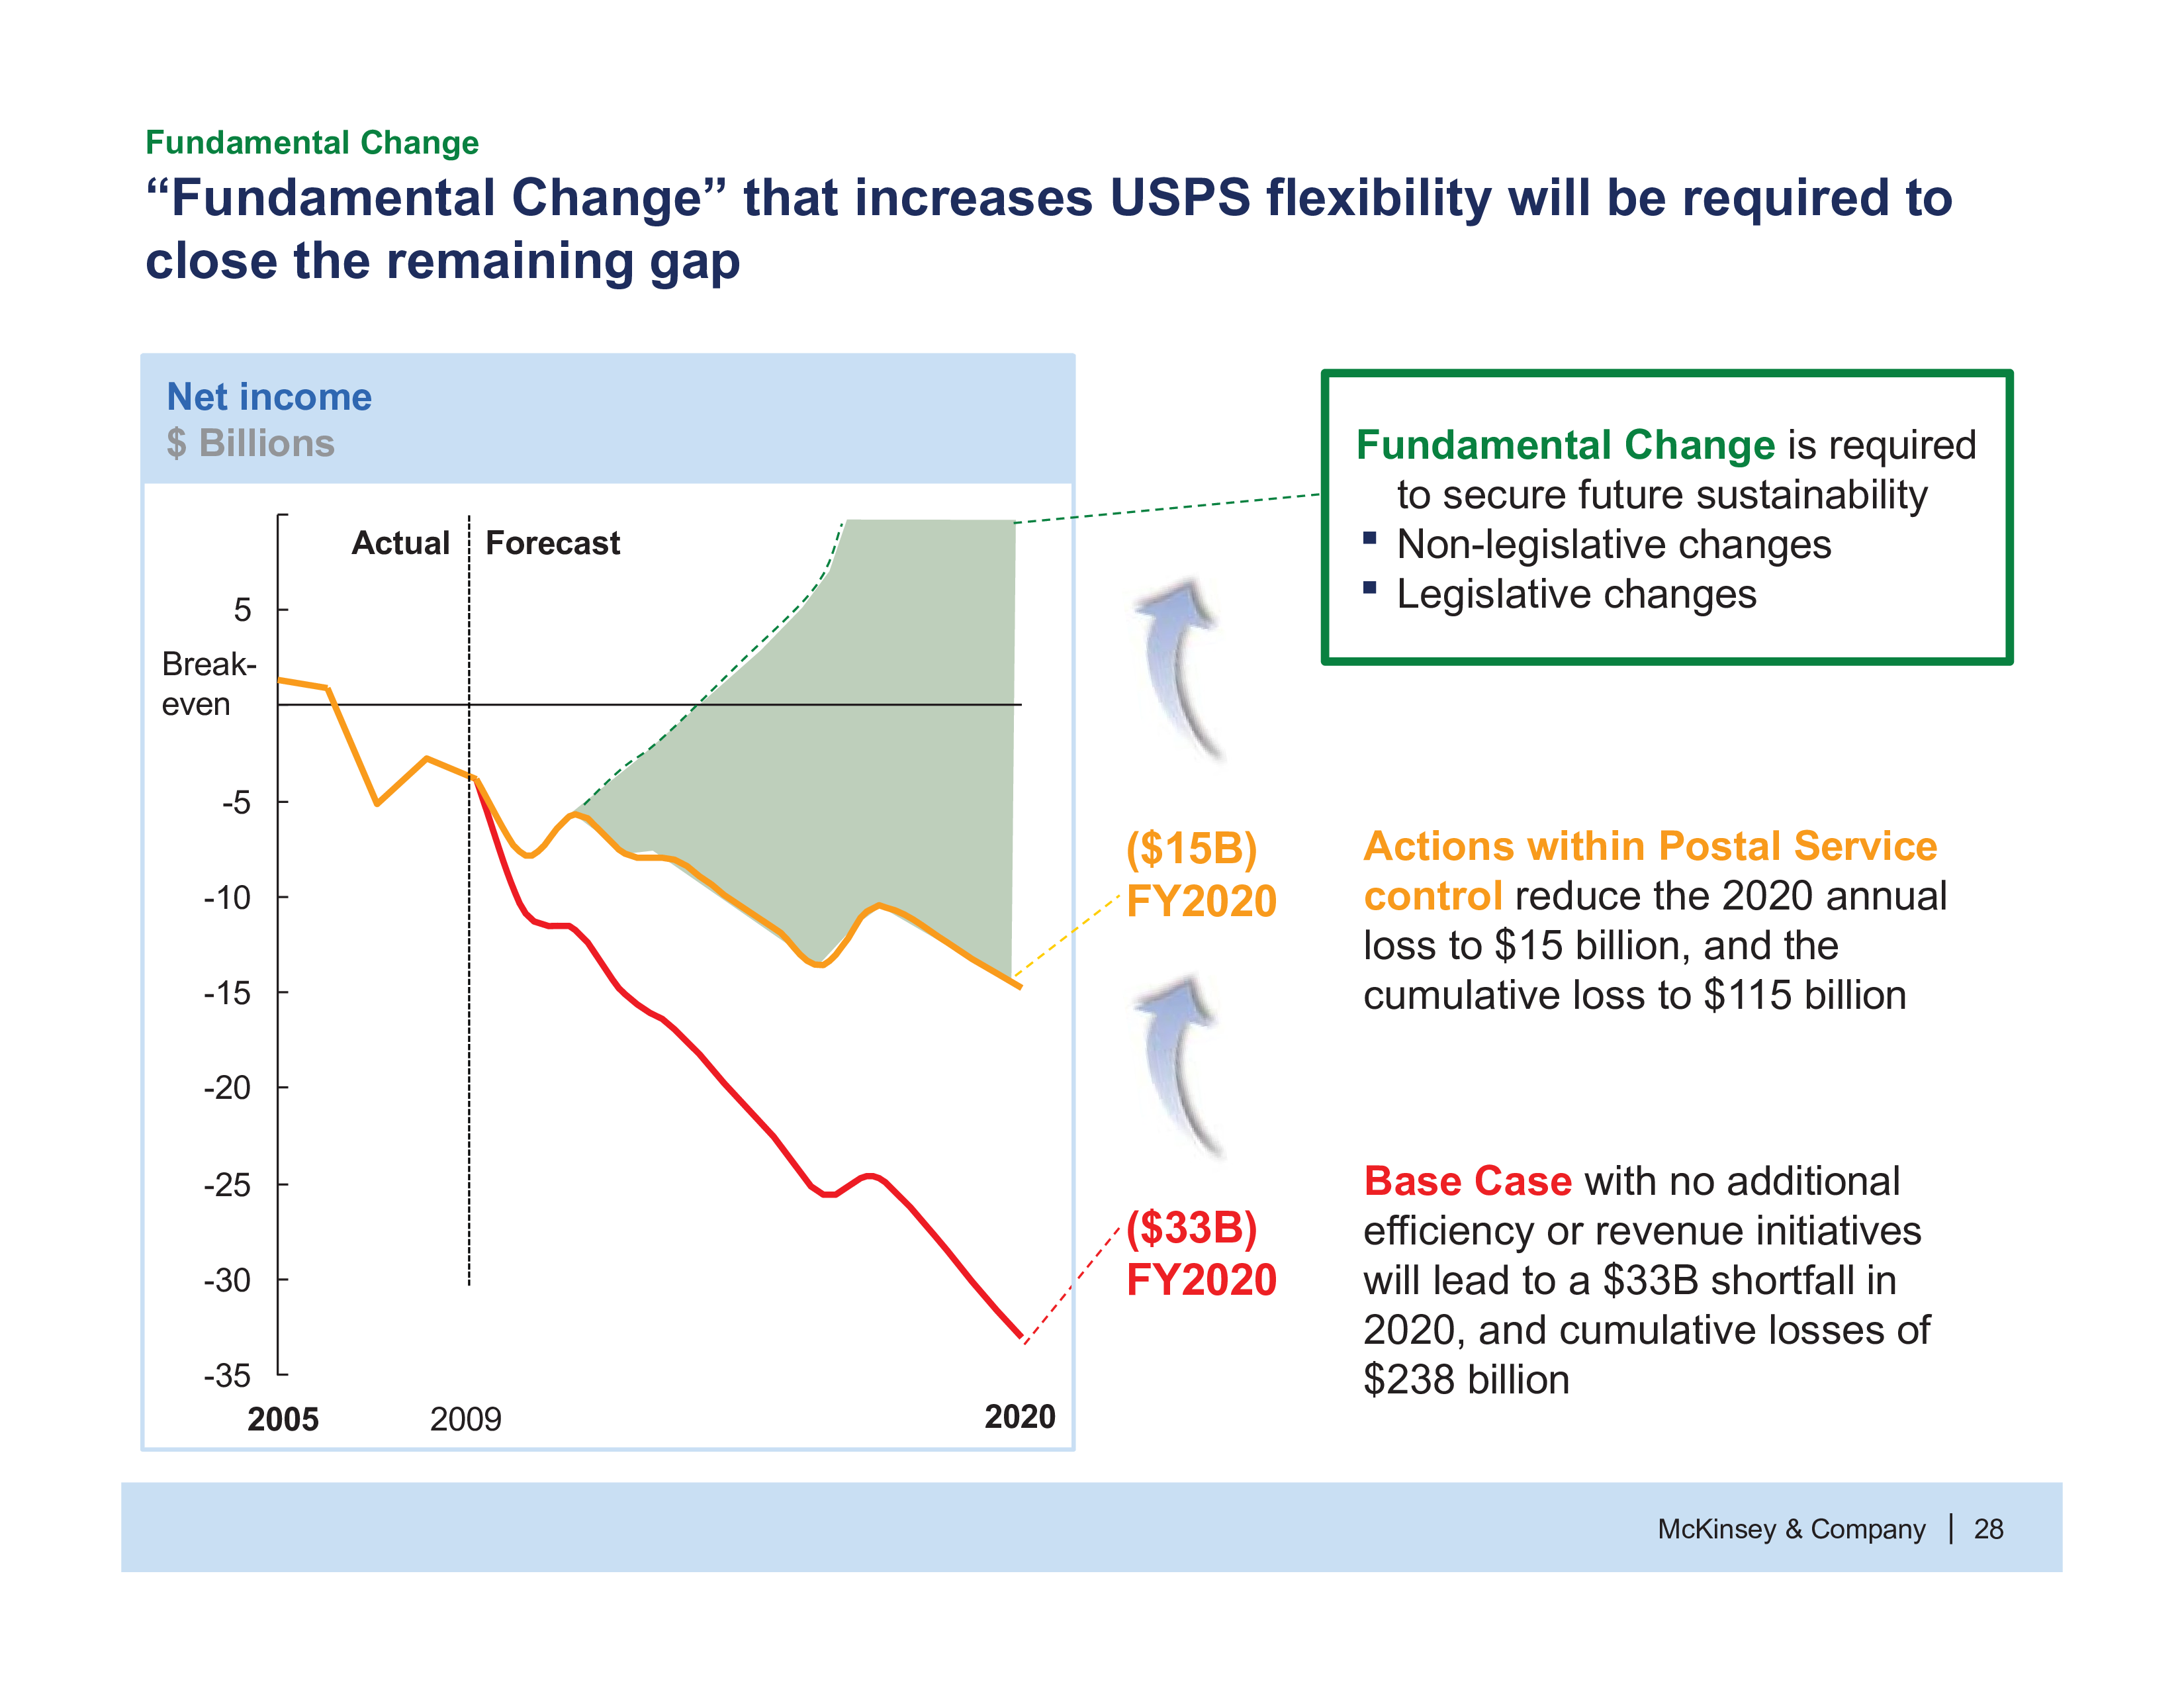 Fundamental Change
“Fundamental Change” that increases USPS flexibility will be required to
close the remaining gap
Net income
$ Billions
Actual
Forecast
5
Break-
even
-5
-10
-15
-20
-25
-30
-35
2005
2009
2020
($15B)
FY2020
($33B)
FY2020
Fundamental Change is required
to secure future sustainability
▪ Non-legislative changes
▪ Legislative changes
Actions within Postal Service
control reduce the 2020 annual
loss to $15 billion, and the
cumulative loss to $115 billion
Base Case with no additional
efficiency or revenue initiatives
will lead to a $33B shortfall in
2020, and cumulative losses of
$238 billion
McKinsey & Company | 28